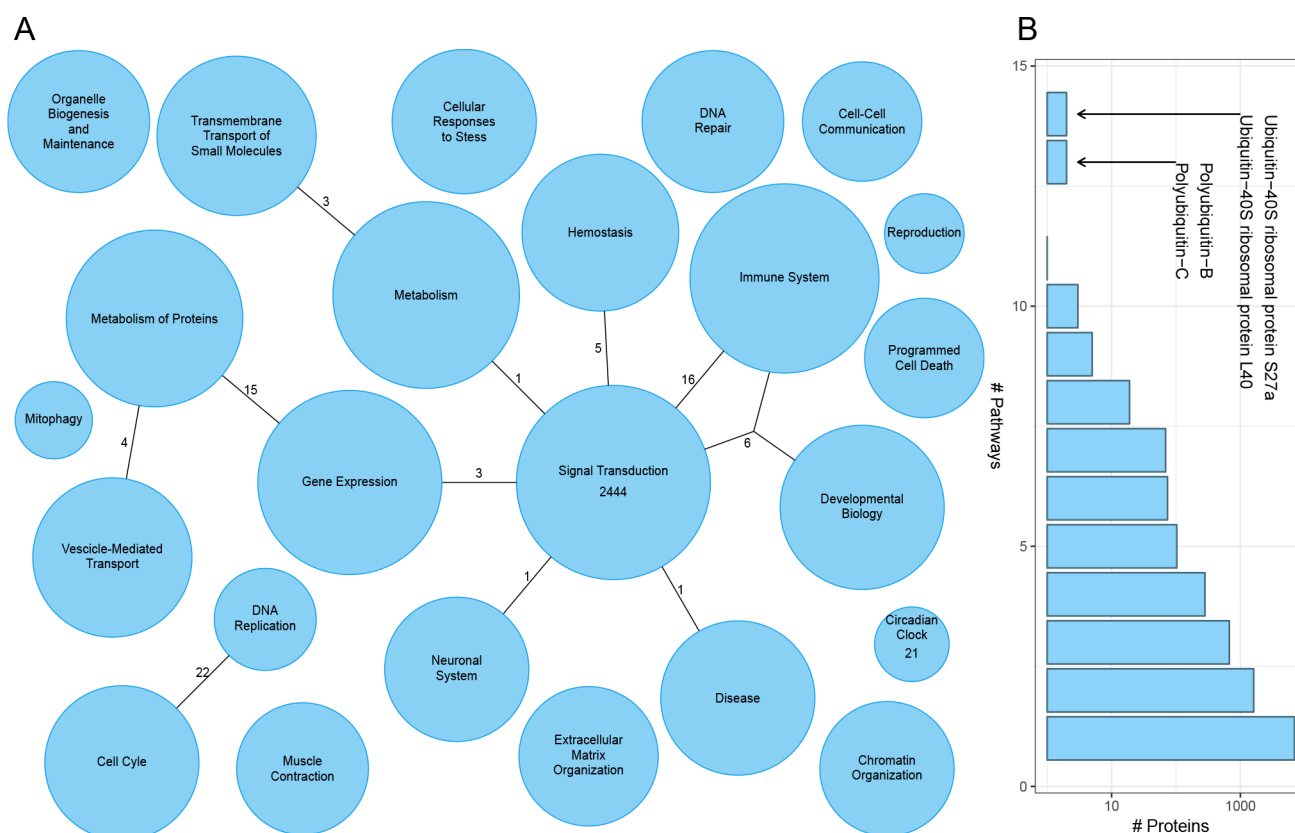 A
Organelle
Biogenesis
and
Maintenance
Transmembrane
Transport of
Small Molecules
Cellular
Responses
to Stess
DNA
Repair
Cell-Cell
Communication
3
Hemostasis
Reproduction
Immune System
Metabolism
Metabolism of Proteins
5
Programmed
Cell Death
16
1
15
Mitophagy
4
6
Gene Expression
3
Signal Transduction
2444
Developmental
Biology
Vescicle-Mediated
Transport
1
1
DNA
Replication
Circadian
Clock
21
22
Neuronal
System
Disease
Cell Cyle
Muscle
Contraction
Extracellular
Matrix
Organization
Chromatin
Organization
B
15
10
5
0
# Pathways
Ubiquitin−40S ribosomal protein S27a
Ubiquitin−40S ribosomal protein L40
Polyubiquitin−B
Polyubiquitin−C
10
1000
# Proteins